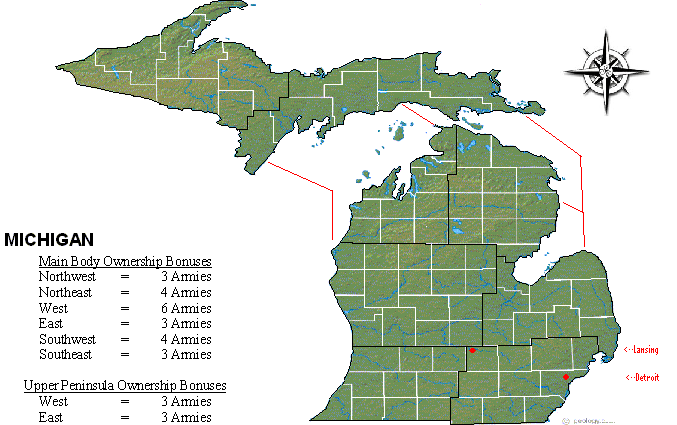 MICHIGAN
Main Body Ownership Bonuses
Northwest = 3 Armies
Northeast = 4 Armies
West = 6 Armies
East = 3 Armies
Southwest = 4 Armies
Southeast = 3 Armies
Upper Peninsula Ownership Bonuses
West = 3 Armies
East = 3 Armies
<--Lansing
<--Detroit